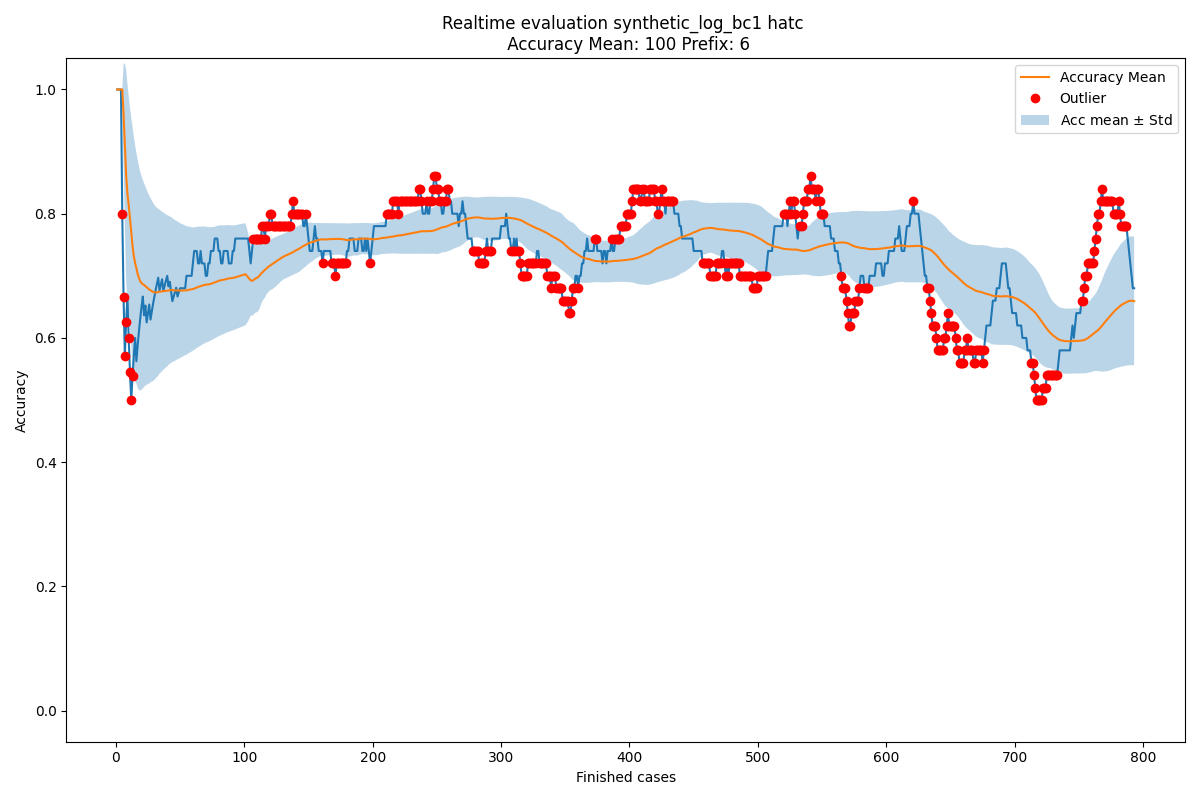 Realtime evaluation synthetic_log_bc1 hatc
Accuracy Mean: 100 Prefix: 6
Accuracy Mean
Outlier
Acc mean ± Std
1.0
0.8
0.6
0.4
0.2
0.0
Accuracy
0 100 200 300 400 500 600 700 800
Finished cases